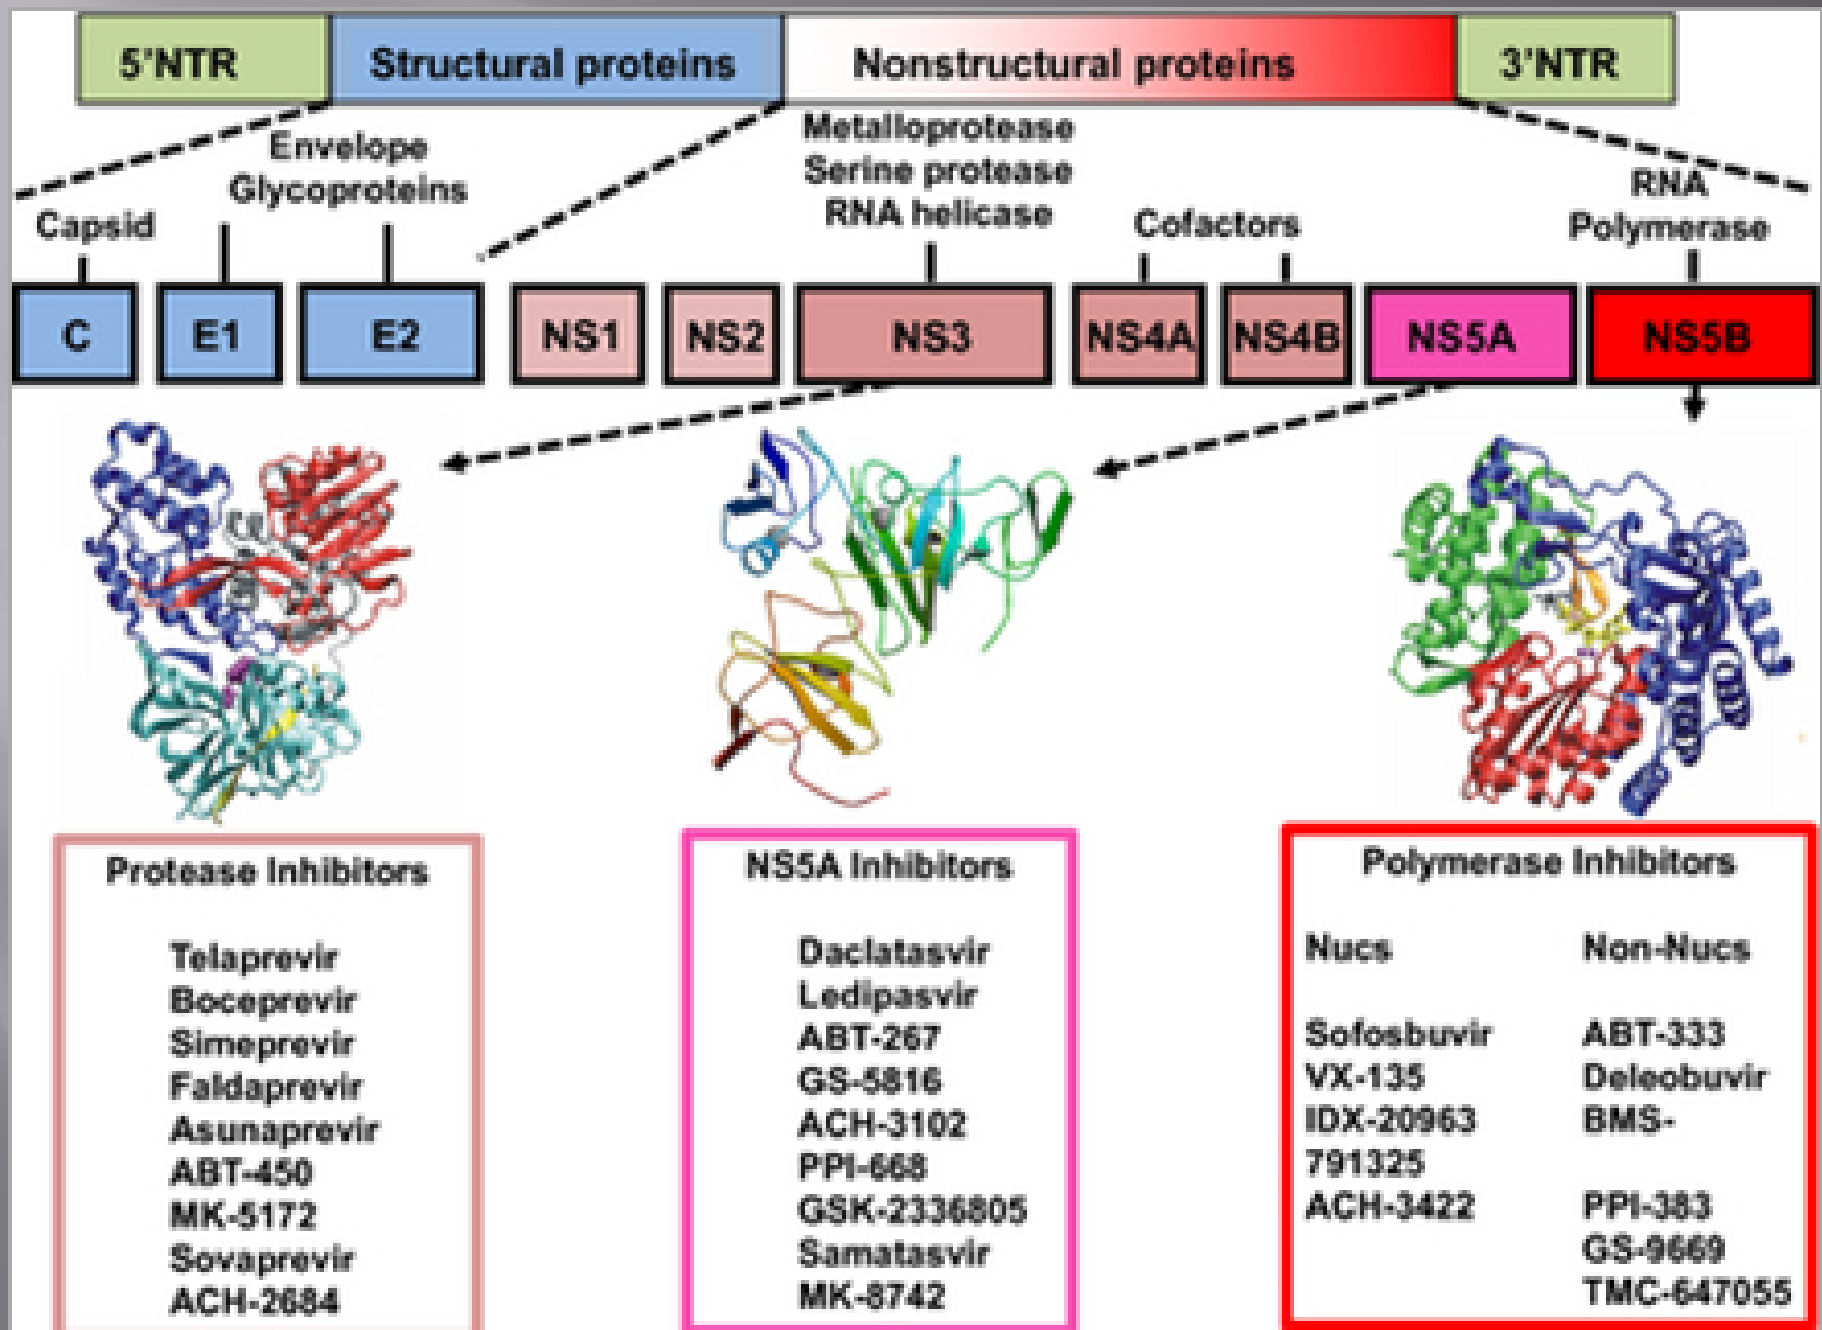 5'NTR
Structural proteins
Nonstructural proteins
3'NTR
Envelope
Glycoproteins
Capsid
Metalloprotease
Serine protease
RNA helicase
Cofactors
RNA
Polymerase
C
E1
E2
NS1
NS2
NS3
NS4A
NS4B
NS5A
NS5B
Protease Inhibitors
Telaprevir
Boceprevir
Simeprevir
Faldaprevir
Asunaprevir
ABT-450
MK-5172
Sovaprevir
ACH-2684
NS5A Inhibitors
Daclatasvir
Ledipasvir
ABT-267
GS-5816
ACH-3102
PPI-668
GSK-2336805
Samatasvir
MK-8742
Polymerase Inhibitors
Nucs Non-Nucs
Sofosbuvir ABT-333
VX-135 Deleobuvir
IDX-20963 BMS-
791325
ACH-3422 PPI-383
GS-9669
TMC-647055